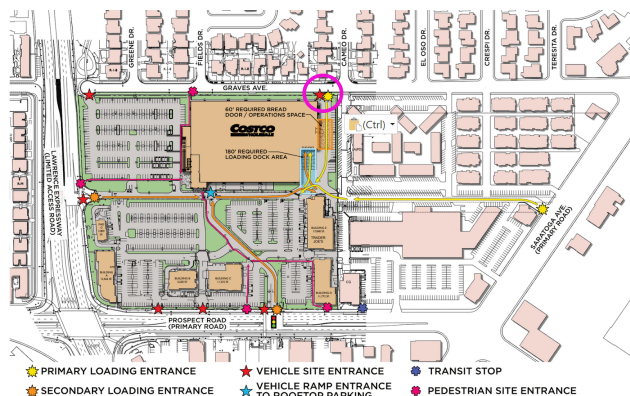 GREENE DR.
FIELDS DR.
CAMEO DR.
EL OSO DR.
CRESPI DR.
TERESITA DR.
GRAVES AVE.
60' REQUIRED BREAD
DOOR / OPERATIONS SPACE
COSTCO
(Ctrl)
180' REQUIRED
LOADING DOCK AREA
LAWRENCE EXPRESSWAY
(LIMITED ACCESS ROAD)
SARATOGA AVE.
(PRIMARY ROAD)
PROSPECT ROAD
(PRIMARY ROAD)
PRIMARY LOADING ENTRANCE
VEHICLE SITE ENTRANCE
TRANSIT STOP
SECONDARY LOADING ENTRANCE
VEHICLE RAMP ENTRANCE
TO ROOFTOP PARKING
PEDESTRIAN SITE ENTRANCE